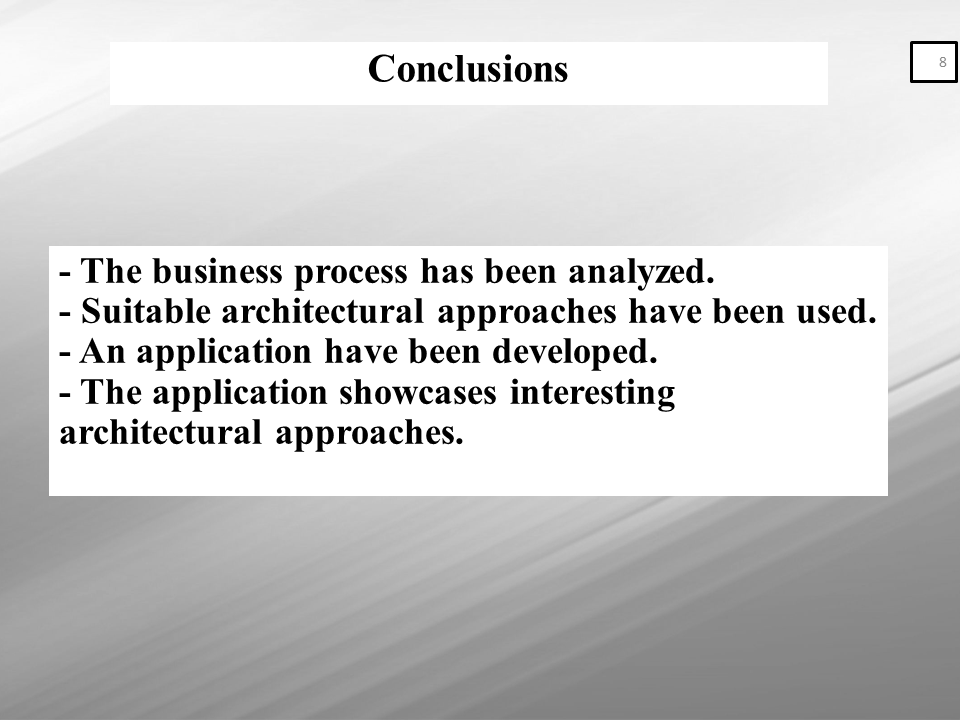 Conclusions
8
- The business process has been analyzed.
- Suitable architectural approaches have been used.
- An application have been developed.
- The application showcases interesting
architectural approaches.